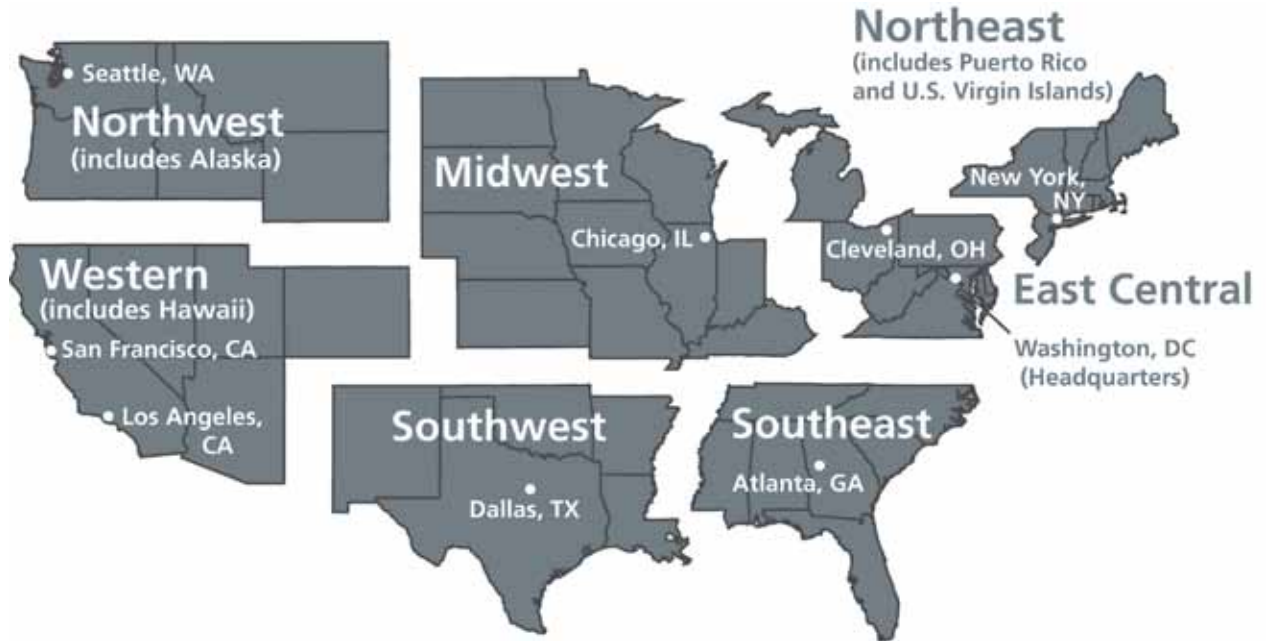 Northeast
(includes Puerto Rico
and U.S. Virgin Islands)
Seattle, WA
Northwest
(includes Alaska)
Midwest
New York,
NY
Chicago, IL
Cleveland, OH
Western
(includes Hawaii)
East Central
San Francisco, CA
Washington, DC
(Headquarters)
Los Angeles,
CA
Southwest
Southeast
Dallas, TX
Atlanta, GA